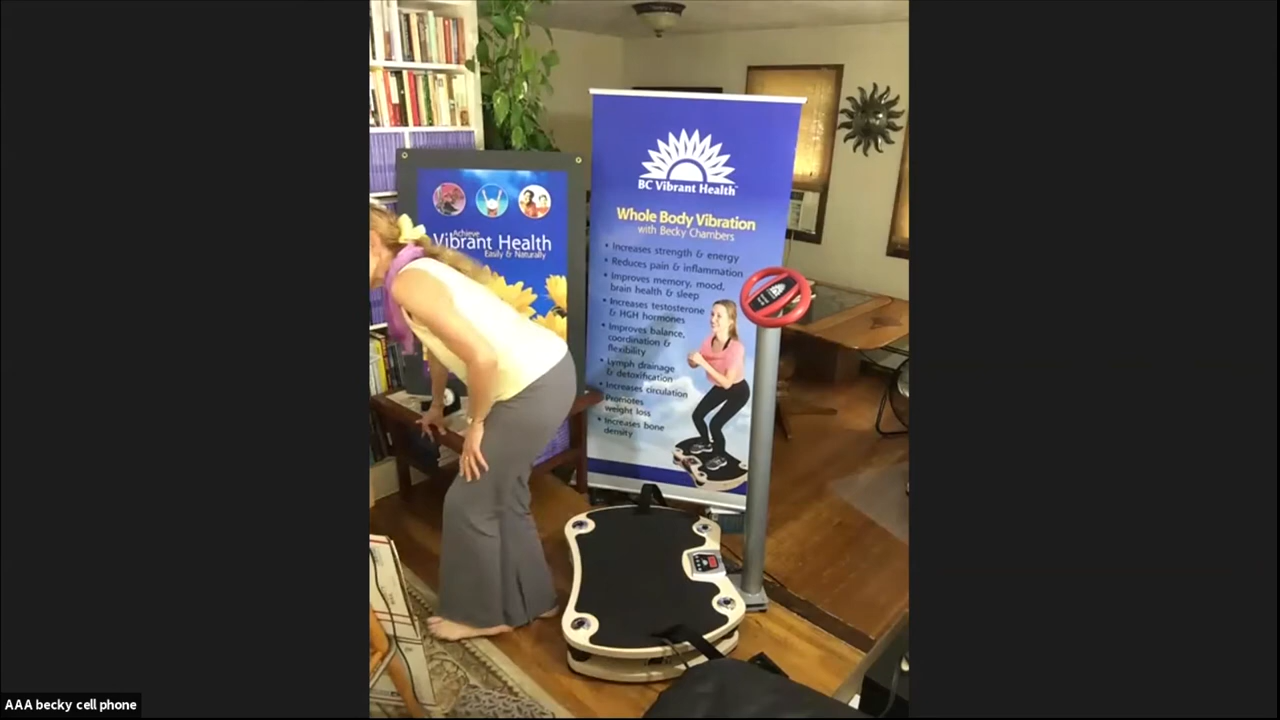 BC Vibrant Health
Whole Body Vibration
with Becky Chambers
• Increases strength & energy
• Reduces pain & inflammation
• Improves memory, mood,
brain health & sleep
• Increases testosterone
& HGH hormones
• Improves balance,
coordination &
flexibility
• Lymph drainage
& detoxification
• Increases circulation
• Promotes
weight loss
• Increases bone
density
Achieve
Vibrant Health
Easily & Naturally
AAA becky cell phone